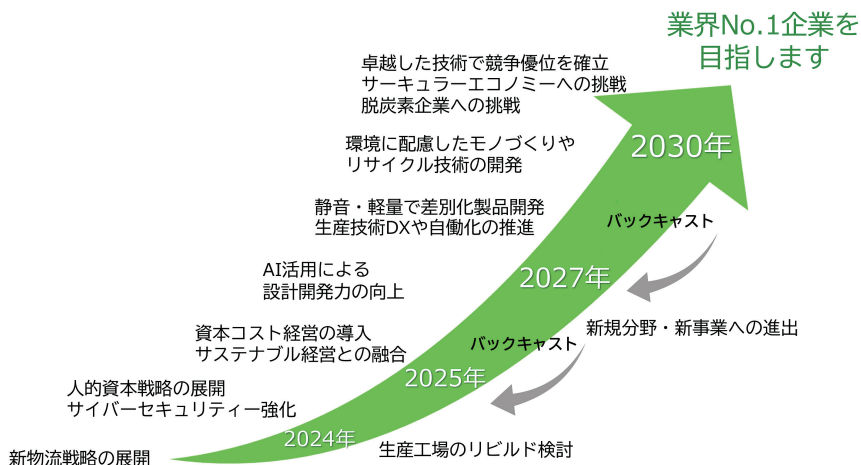 業界No.1企業を
目指します
卓越した技術で競争優位を確立
サーキュラーエコノミーへの挑戦
脱炭素企業への挑戦
環境に配慮したモノづくりや
リサイクル技術の開発
2030年
静音・軽量で差別化製品開発
生産技術DXや自働化の推進
バックキャスト
AI活用による
設計開発力の向上
2027年
資本コスト経営の導入
サステナブル経営との融合
バックキャスト
新規分野・新事業への進出
人的資本戦略の展開
サイバーセキュリティー強化
2025年
新物流戦略の展開
2024年
生産工場のリビルド検討